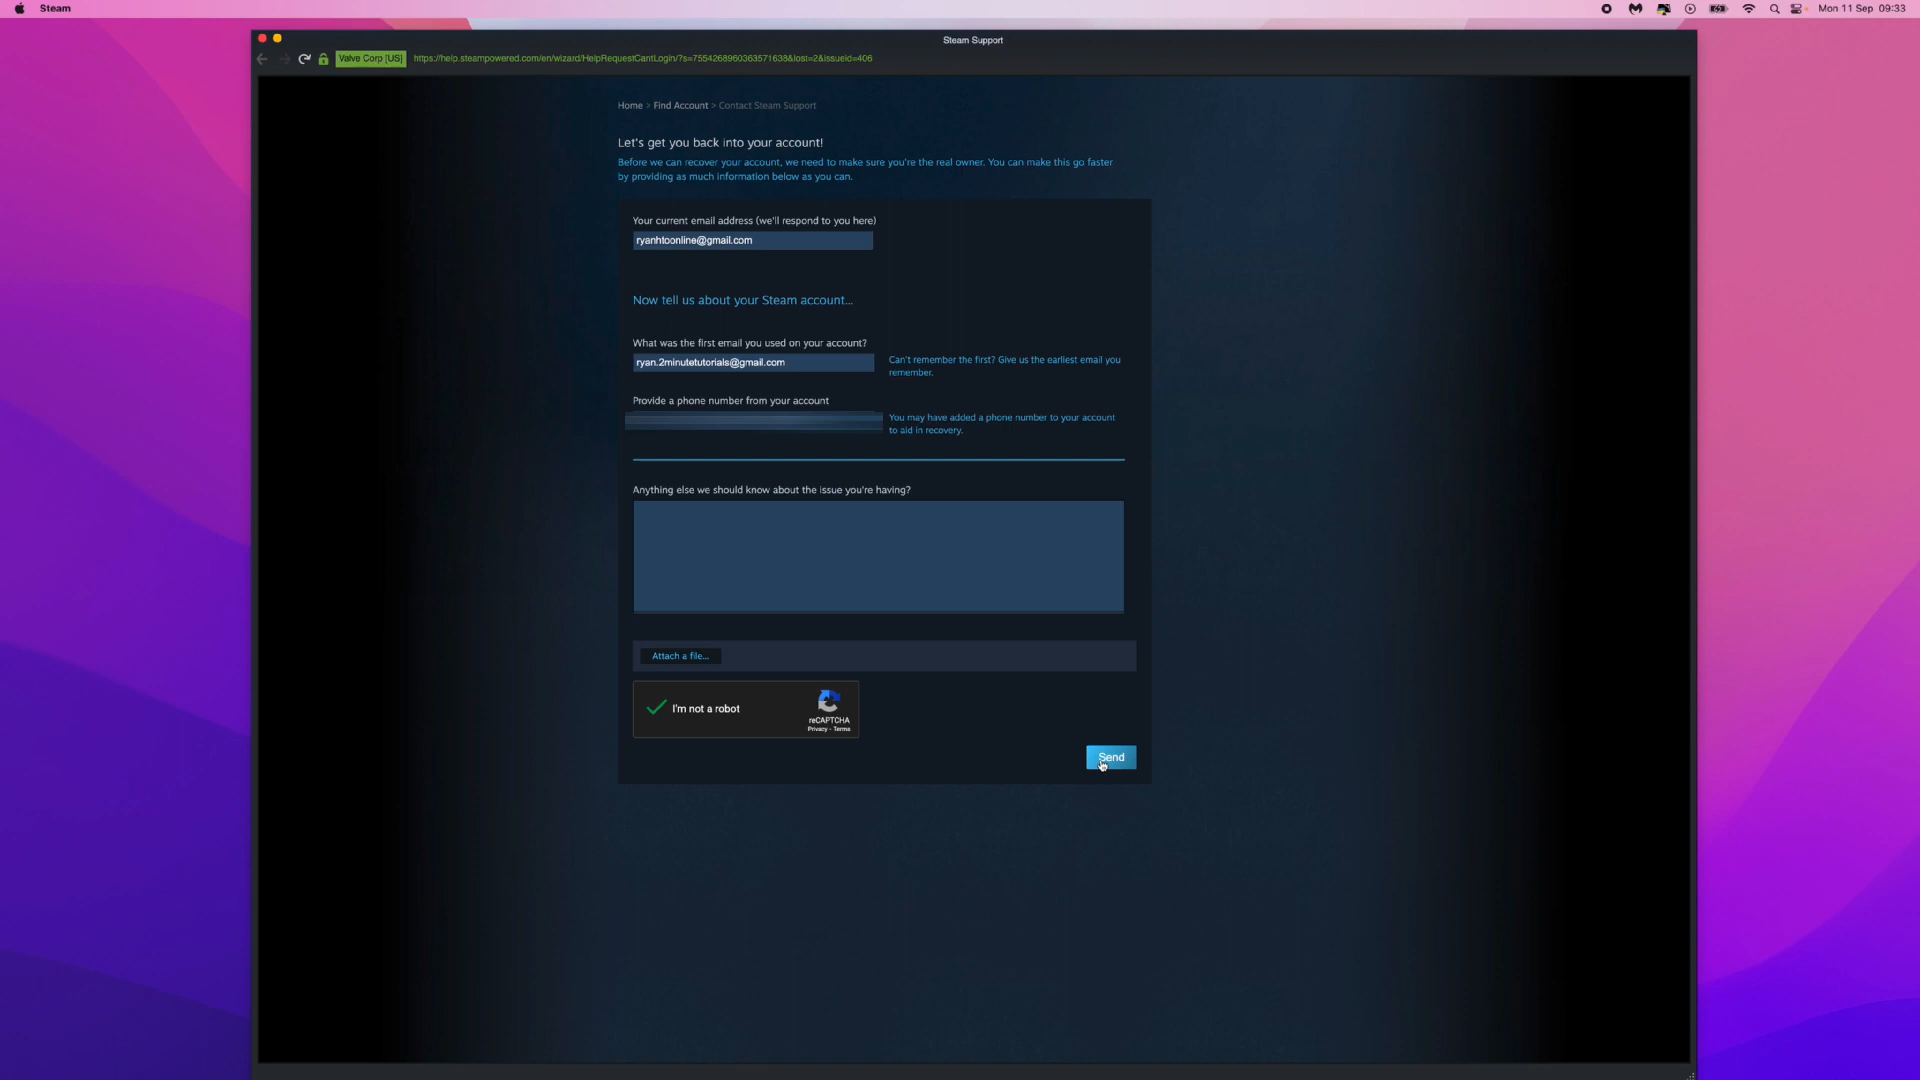 Steam
Mon 11 Sep 09:33
Steam Support
Valve Corp [US] https://help.steampowered.com/en/wizard/HelpRequestCantLogin/?s=7554268960363571638&lost=2&issueid=406
Home > Find Account > Contact Steam Support
Let's get you back into your account!
Before we can recover your account, we need to make sure you're the real owner. You can make this go faster
by providing as much information below as you can.
Your current email address (we'll respond to you here)
ryanhtoonline@gmail.com
Now tell us about your Steam account...
What was the first email you used on your account?
ryan.2minutetutorials@gmail.com
Can't remember the first? Give us the earliest email you
remember.
Provide a phone number from your account
You may have added a phone number to your account
to aid in recovery.
Anything else we should know about the issue you're having?
Attach a file...
I'm not a robot
reCAPTCHA
Privacy - Terms
Send